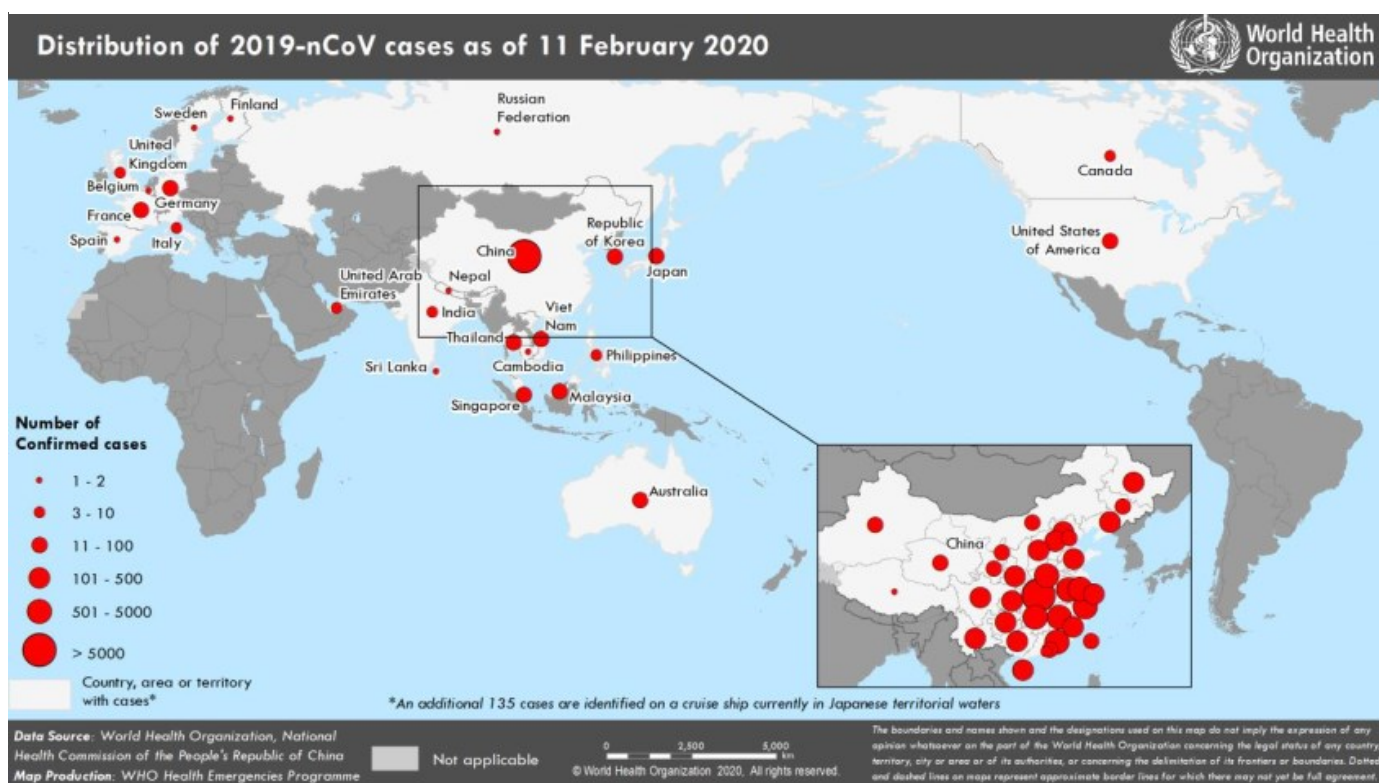 Distribution of 2019-nCoV cases as of 11 February 2020
World Health
Organization
Finland
Sweden
Russian
Federation
United
Kingdom
Belgium
Germany
France
Spain
Italy
Canada
United States
of America
Republic
of Korea
China
Japan
Nepal
United Arab
Emirates
India
Viet
Nam
Thailand
Philippines
Sri Lanka
Cambodia
Malaysia
Singapore
Australia
China
Number of
Confirmed cases
1 - 2
3 - 10
11 - 100
101 - 500
501 - 5000
> 5000
Country, area or territory
with cases*
*An additional 135 cases are identified on a cruise ship currently in Japanese territorial waters
Data Source: World Health Organization, National
Health Commission of the People's Republic of China
Map Production: WHO Health Emergencies Programme
Not applicable
0 2,500 5,000
km
© World Health Organization 2020, All rights reserved.
The boundaries and names shown and the designations used on this map do not imply the expression of any
opinion whatsoever on the part of the World Health Organization concerning the legal status of any country,
territory, city or area or of its authorities, or concerning the delimitation of its frontiers or boundaries. Dotted
and dashed lines on maps represent approximate border lines for which there may not yet be full agreement.